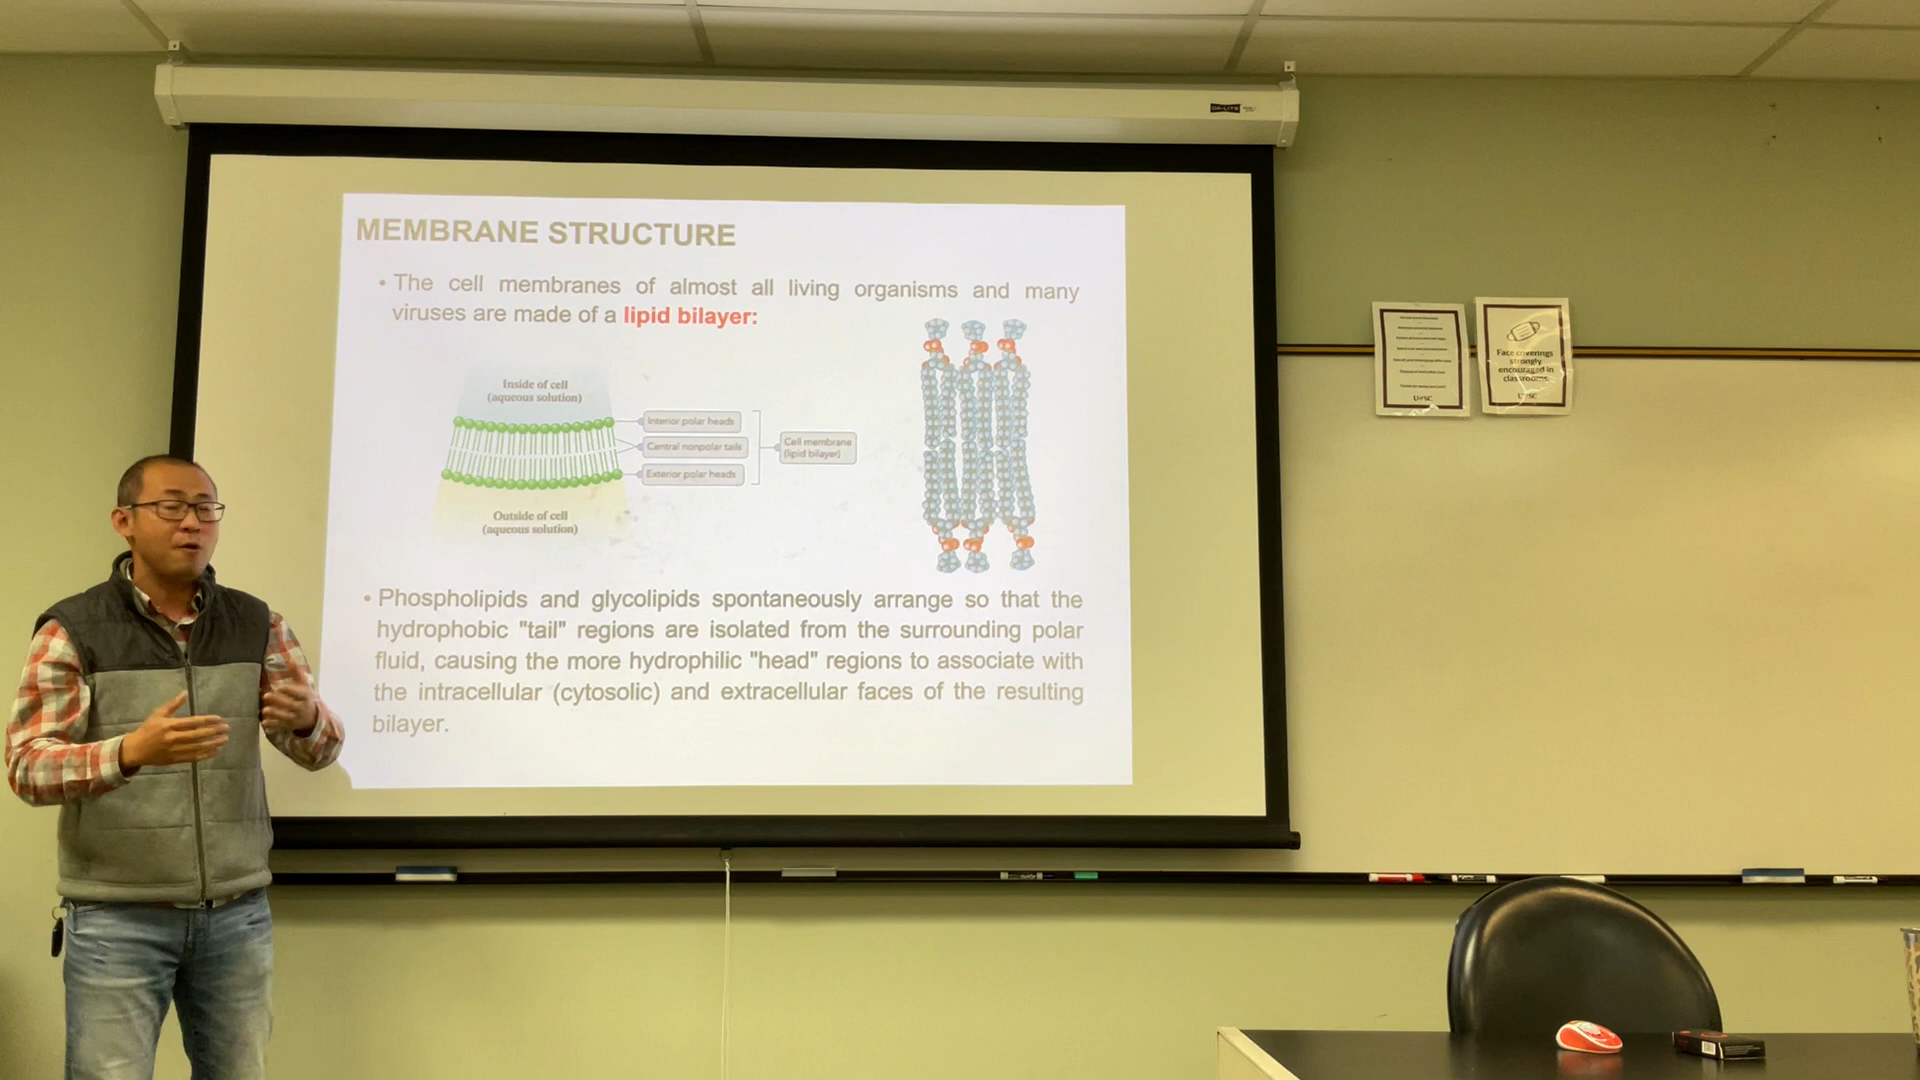 DA-LITE
MEMBRANE STRUCTURE
• The cell membranes of almost all living organisms and many
viruses are made of a lipid bilayer:
Inside of cell
(aqueous solution)
Interior polar heads
Central nonpolar tails
Exterior polar heads
Cell membrane
(lipid bilayer)
Outside of cell
(aqueous solution)
• Phospholipids and glycolipids spontaneously arrange so that the
hydrophobic "tail" regions are isolated from the surrounding polar
fluid, causing the more hydrophilic "head" regions to associate with
the intracellular (cytosolic) and extracellular faces of the resulting
bilayer.
Face coverings
strongly
encouraged in
classrooms.